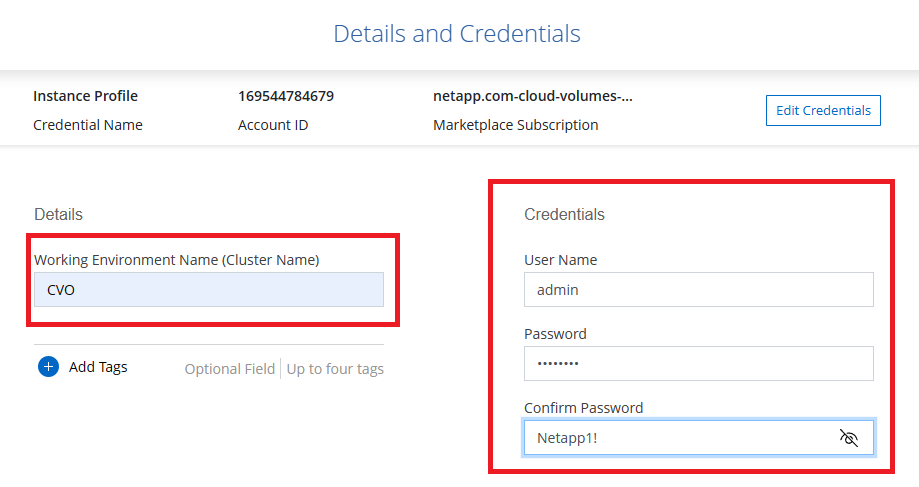 Details and Credentials
Instance Profile 169544784679 netapp.com-cloud-volumes-...
Credential Name Account ID Marketplace Subscription
Edit Credentials
Details
Working Environment Name (Cluster Name)
CVO
Add Tags Optional Field Up to four tags
Credentials
User Name
admin
Password
••••••••
Confirm Password
Netapp1!